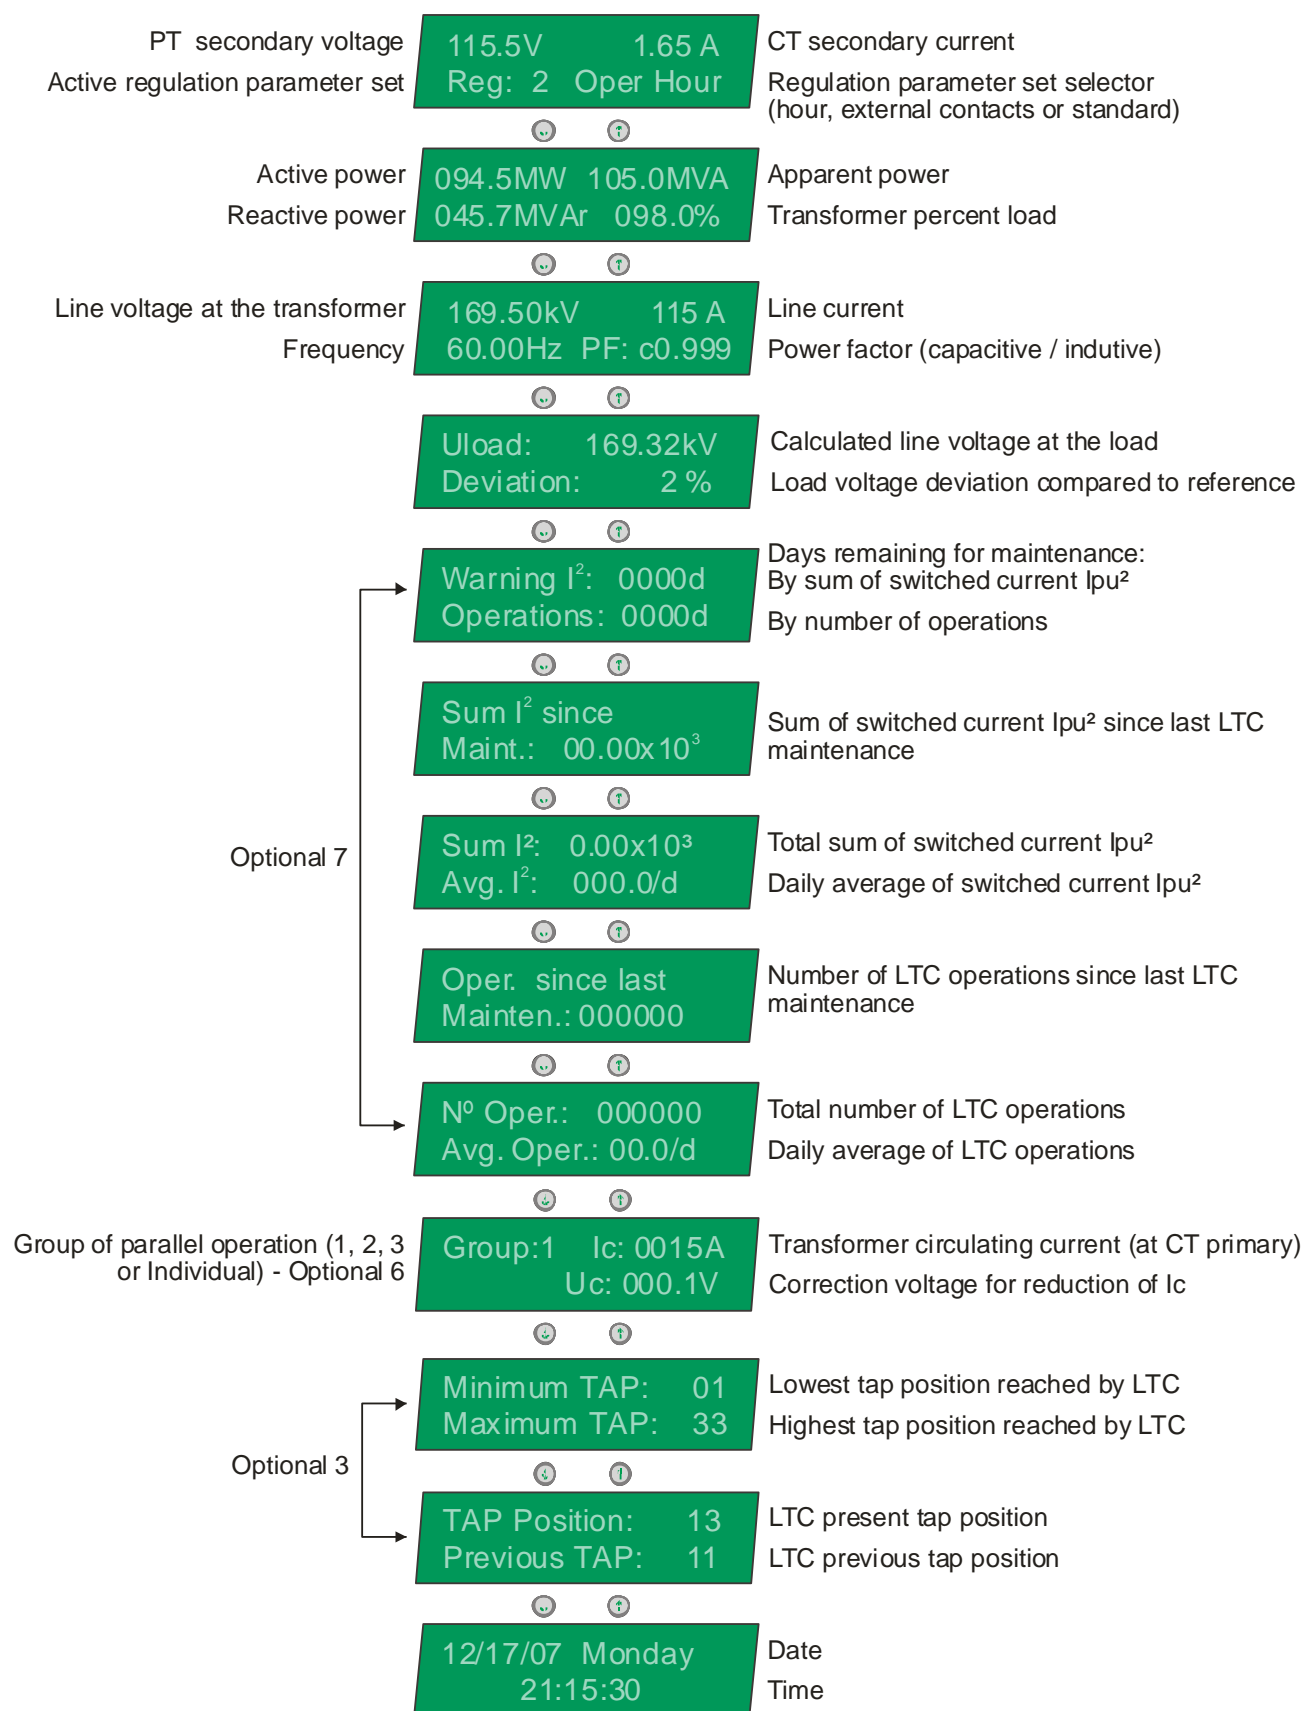 PT secondary voltage
115.5V 1.65 A
CT secondary current
Active regulation parameter set
Reg: 2 Oper Hour
Regulation parameter set selector
(hour, external contacts or standard)
Active power
094.5MW 105.0MVA
Apparent power
Reactive power
045.7MVAr 098.0%
Transformer percent load
Line voltage at the transformer
169.50kV 115 A
Line current
Frequency
60.00Hz PF: c0.999
Power factor (capacitive / indutive)
Uload: 169.32kV
Calculated line voltage at the load
Deviation: 2 %
Load voltage deviation compared to reference
Days remaining for maintenance:
Warning I²: 0000d
By sum of switched current Ipu²
Operations: 0000d
By number of operations
Sum I² since
Maint.: 00.00x10³
Sum of switched current Ipu² since last LTC
maintenance
Optional 7
Sum I²: 0.00x10³
Total sum of switched current Ipu²
Avg. I²: 000.0/d
Daily average of switched current Ipu²
Oper. since last
Mainten.: 000000
Number of LTC operations since last LTC
maintenance
Nº Oper.: 000000
Total number of LTC operations
Avg. Oper.: 00.0/d
Daily average of LTC operations
Group of parallel operation (1, 2, 3
or Individual) - Optional 6
Group:1 Ic: 0015A
Transformer circulating current (at CT primary)
Uc: 000.1V
Correction voltage for reduction of Ic
Minimum TAP: 01
Lowest tap position reached by LTC
Maximum TAP: 33
Highest tap position reached by LTC
Optional 3
TAP Position: 13
LTC present tap position
Previous TAP: 11
LTC previous tap position
12/17/07 Monday
Date
21:15:30
Time